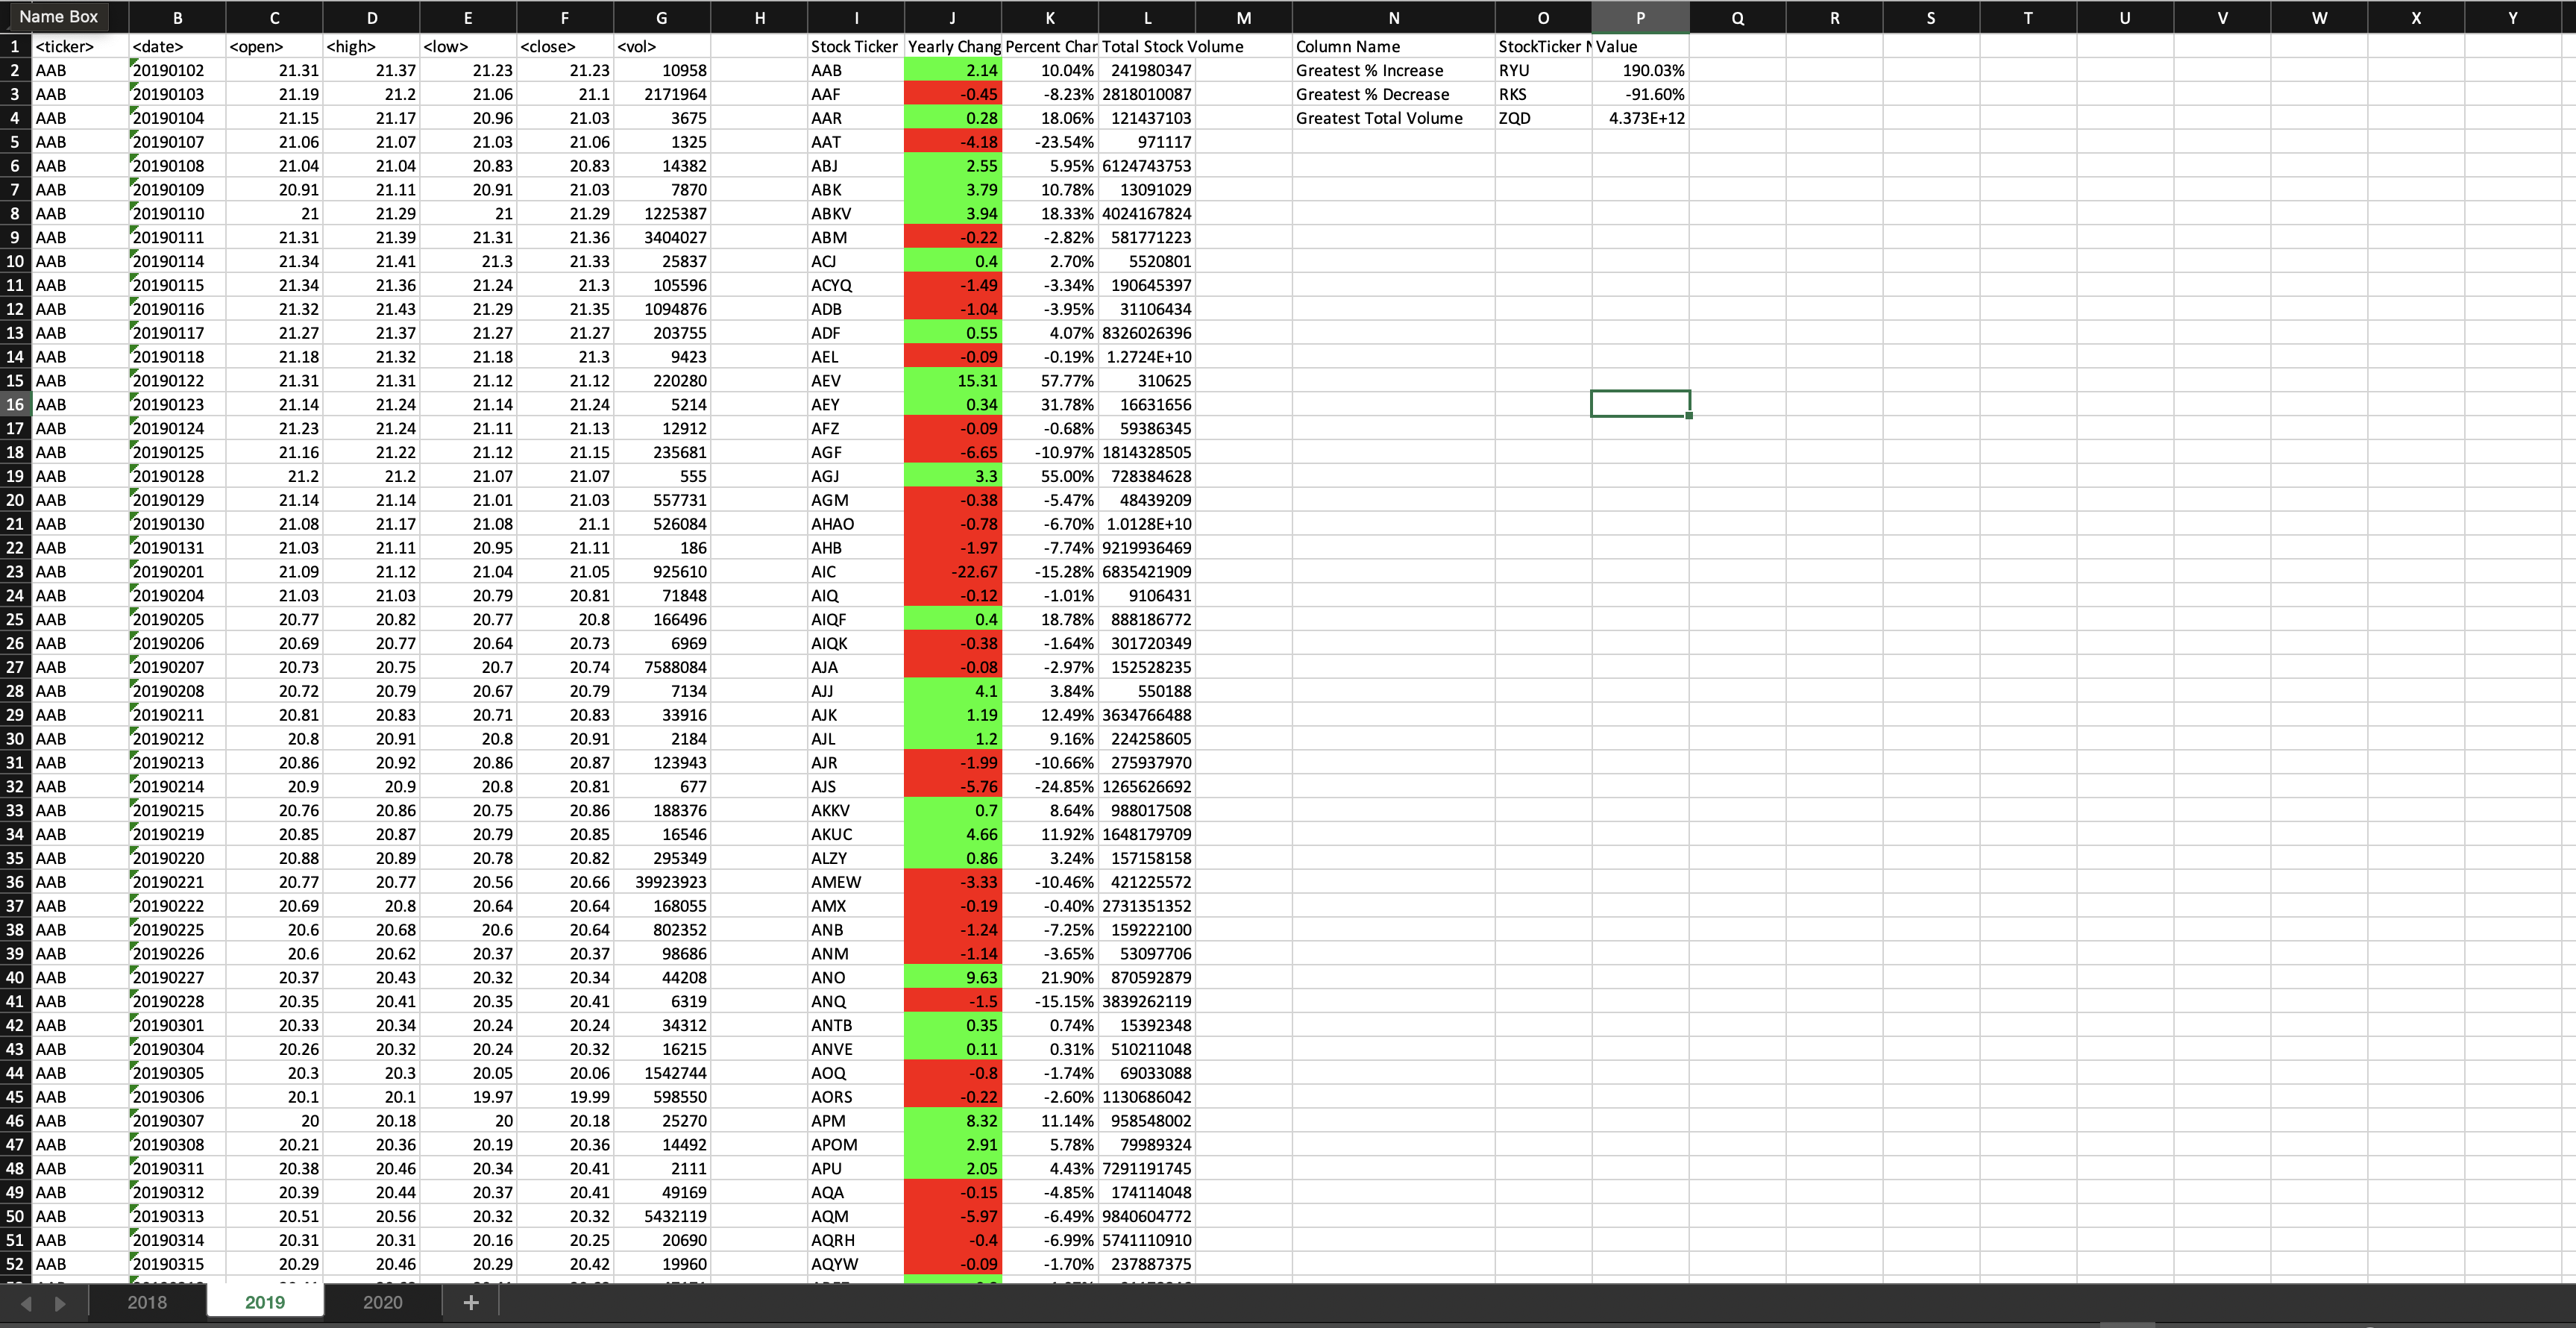 Name Box B C D E F G H I J K L M N O P Q R S T U V W X Y
1 <ticker> <date> <open> <high> <low> <close> <vol> Stock Ticker Yearly Chang Percent Char Total Stock Volume Column Name StockTicker N Value
2 AAB 20190102 21.31 21.37 21.23 21.23 10958 AAB 2.14 10.04% 241980347 Greatest % Increase RYU 190.03%
3 AAB 20190103 21.19 21.2 21.06 21.1 2171964 AAF -0.45 -8.23% 2818010087 Greatest % Decrease RKS -91.60%
4 AAB 20190104 21.15 21.17 20.96 21.03 3675 AAR 0.28 18.06% 121437103 Greatest Total Volume ZQD 4.373E+12
5 AAB 20190107 21.06 21.07 21.03 21.06 1325 AAT -4.18 -23.54% 971117
6 AAB 20190108 21.04 21.04 20.83 20.83 14382 ABJ 2.55 5.95% 6124743753
7 AAB 20190109 20.91 21.11 20.91 21.03 7870 ABK 3.79 10.78% 13091029
8 AAB 20190110 21 21.29 21 21.29 1225387 ABKV 3.94 18.33% 4024167824
9 AAB 20190111 21.31 21.39 21.31 21.36 3404027 ABM -0.22 -2.82% 581771223
10 AAB 20190114 21.34 21.41 21.3 21.33 25837 ACJ 0.4 2.70% 5520801
11 AAB 20190115 21.34 21.36 21.24 21.3 105596 ACYQ -1.49 -3.34% 190645397
12 AAB 20190116 21.32 21.43 21.29 21.35 1094876 ADB -1.04 -3.95% 31106434
13 AAB 20190117 21.27 21.37 21.27 21.27 203755 ADF 0.55 4.07% 8326026396
14 AAB 20190118 21.18 21.32 21.18 21.3 9423 AEL -0.09 -0.19% 1.2724E+10
15 AAB 20190122 21.31 21.31 21.12 21.12 220280 AEV 15.31 57.77% 310625
16 AAB 20190123 21.14 21.24 21.14 21.24 5214 AEY 0.34 31.78% 16631656
17 AAB 20190124 21.23 21.24 21.11 21.13 12912 AFZ -0.09 -0.68% 59386345
18 AAB 20190125 21.16 21.22 21.12 21.15 235681 AGF -6.65 -10.97% 1814328505
19 AAB 20190128 21.2 21.2 21.07 21.07 555 AGJ 3.3 55.00% 728384628
20 AAB 20190129 21.14 21.14 21.01 21.03 557731 AGM -0.38 -5.47% 48439209
21 AAB 20190130 21.08 21.17 21.08 21.1 526084 AHAO -0.78 -6.70% 1.0128E+10
22 AAB 20190131 21.03 21.11 20.95 21.11 186 AHB -1.97 -7.74% 9219936469
23 AAB 20190201 21.09 21.12 21.04 21.05 925610 AIC -22.67 -15.28% 6835421909
24 AAB 20190204 21.03 21.03 20.79 20.81 71848 AIQ -0.12 -1.01% 9106431
25 AAB 20190205 20.77 20.82 20.77 20.8 166496 AIQF 0.4 18.78% 888186772
26 AAB 20190206 20.69 20.77 20.64 20.73 6969 AIQK -0.38 -1.64% 301720349
27 AAB 20190207 20.73 20.75 20.7 20.74 7588084 AJA -0.08 -2.97% 152528235
28 AAB 20190208 20.72 20.79 20.67 20.79 7134 AJJ 4.1 3.84% 550188
29 AAB 20190211 20.81 20.83 20.71 20.83 33916 AJK 1.19 12.49% 3634766488
30 AAB 20190212 20.8 20.91 20.8 20.91 2184 AJL 1.2 9.16% 224258605
31 AAB 20190213 20.86 20.92 20.86 20.87 123943 AJR -1.99 -10.66% 275937970
32 AAB 20190214 20.9 20.9 20.8 20.81 677 AJS -5.76 -24.85% 1265626692
33 AAB 20190215 20.76 20.86 20.75 20.86 188376 AKKV 0.7 8.64% 988017508
34 AAB 20190219 20.85 20.87 20.79 20.85 16546 AKUC 4.66 11.92% 1648179709
35 AAB 20190220 20.88 20.89 20.78 20.82 295349 ALZY 0.86 3.24% 157158158
36 AAB 20190221 20.77 20.77 20.56 20.66 39923923 AMEW -3.33 -10.46% 421225572
37 AAB 20190222 20.69 20.8 20.64 20.64 168055 AMX -0.19 -0.40% 2731351352
38 AAB 20190225 20.6 20.68 20.6 20.64 802352 ANB -1.24 -7.25% 159222100
39 AAB 20190226 20.6 20.62 20.37 20.37 98686 ANM -1.14 -3.65% 53097706
40 AAB 20190227 20.37 20.43 20.32 20.34 44208 ANO 9.63 21.90% 870592879
41 AAB 20190228 20.35 20.41 20.35 20.41 6319 ANQ -1.5 -15.15% 3839262119
42 AAB 20190301 20.33 20.34 20.24 20.24 34312 ANTB 0.35 0.74% 15392348
43 AAB 20190304 20.26 20.32 20.24 20.32 16215 ANVE 0.11 0.31% 510211048
44 AAB 20190305 20.3 20.3 20.05 20.06 1542744 AOQ -0.8 -1.74% 69033088
45 AAB 20190306 20.1 20.1 19.97 19.99 598550 AORS -0.22 -2.60% 1130686042
46 AAB 20190307 20 20.18 20 20.18 25270 APM 8.32 11.14% 958548002
47 AAB 20190308 20.21 20.36 20.19 20.36 14492 APOM 2.91 5.78% 79989324
48 AAB 20190311 20.38 20.46 20.34 20.41 2111 APU 2.05 4.43% 7291191745
49 AAB 20190312 20.39 20.44 20.37 20.41 49169 AQA -0.15 -4.85% 174114048
50 AAB 20190313 20.51 20.56 20.32 20.32 5432119 AQM -5.97 -6.49% 9840604772
51 AAB 20190314 20.31 20.31 20.16 20.25 20690 AQRH -0.4 -6.99% 5741110910
52 AAB 20190315 20.29 20.46 20.29 20.42 19960 AQYW -0.09 -1.70% 237887375
2018 2019 2020 +